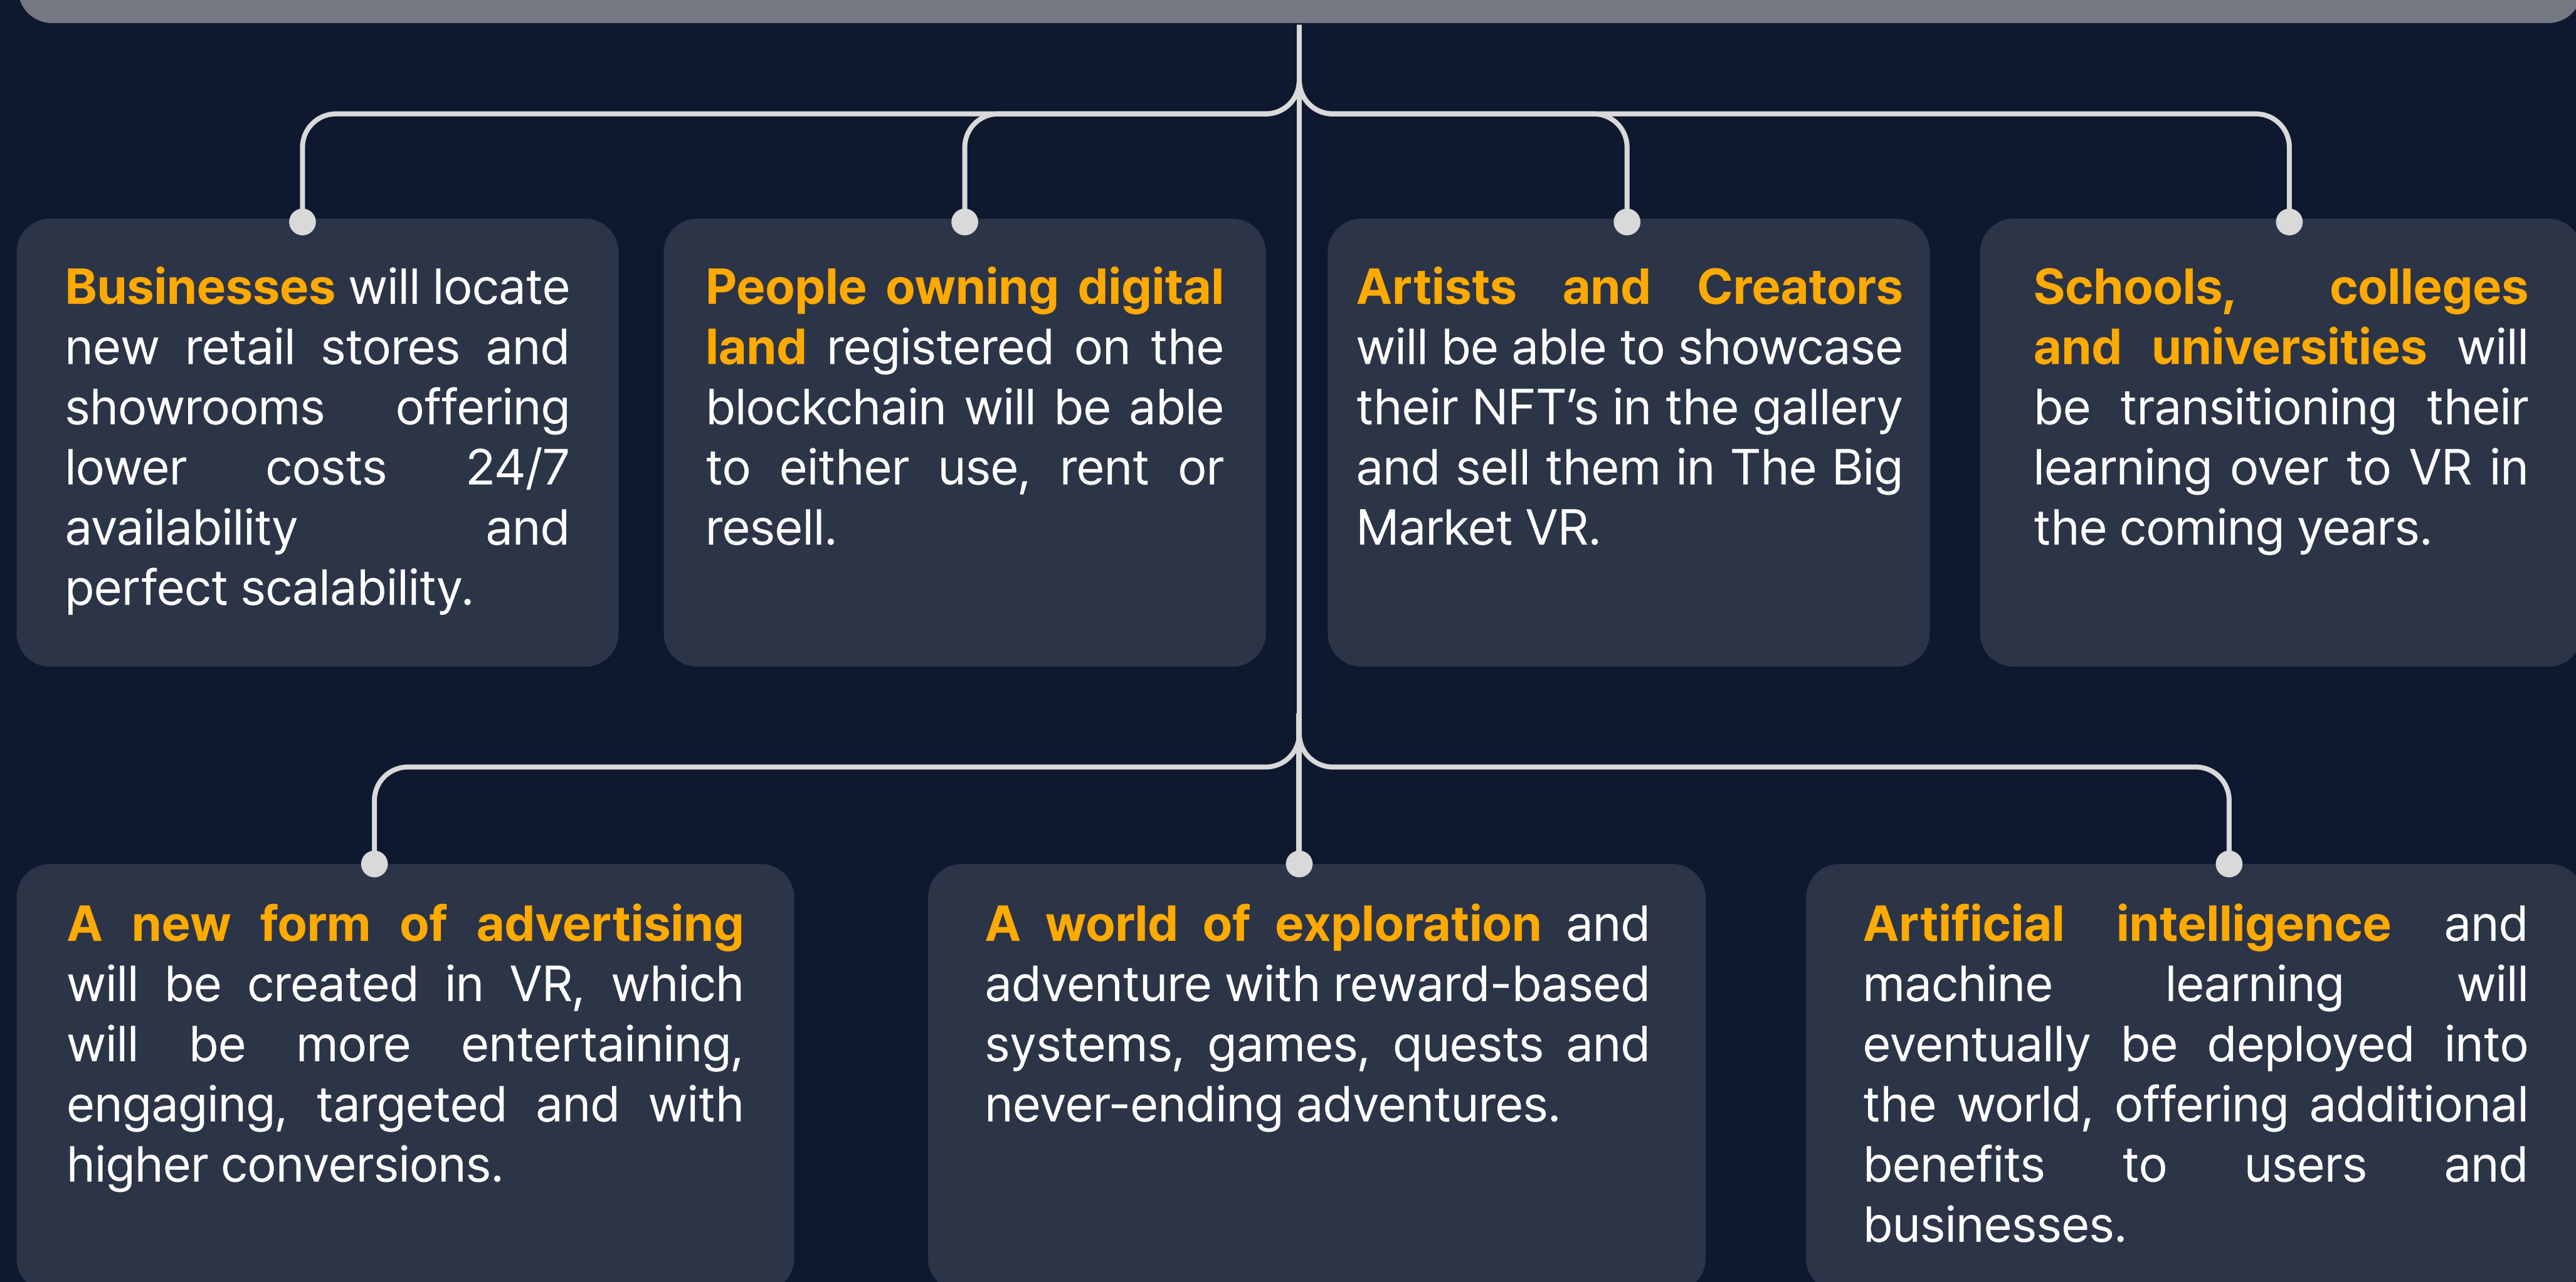 Businesses will locate
new retail stores and
showrooms offering
lower costs 24/7
availability and
perfect scalability.
People owning digital
land registered on the
blockchain will be able
to either use, rent or
resell.
Artists and Creators
will be able to showcase
their NFT’s in the gallery
and sell them in The Big
Market VR.
Schools, colleges
and universities will
be transitioning their
learning over to VR in
the coming years.
A new form of advertising
will be created in VR, which
will be more entertaining,
engaging, targeted and with
higher conversions.
A world of exploration and
adventure with reward-based
systems, games, quests and
never-ending adventures.
Artificial intelligence and
machine learning will
eventually be deployed into
the world, offering additional
benefits to users and
businesses.